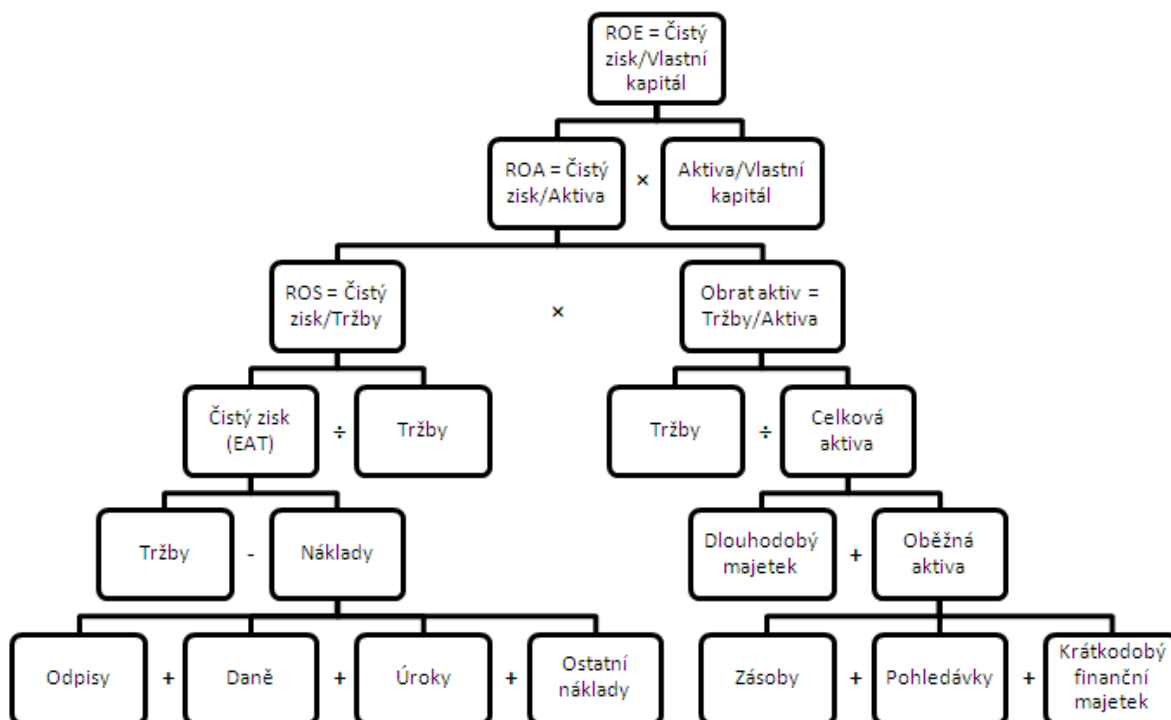 ROE = Čistý
zisk/Vlastní
kapitál
ROA = Čistý
zisk/Aktiva
×
Aktiva/Vlastní
kapitál
ROS = Čistý
zisk/Tržby
×
Obrat aktiv =
Tržby/Aktiva
Čistý zisk
(EAT)
÷
Tržby
Tržby
÷
Celková
aktiva
Tržby
-
Náklady
Dlouhodobý
majetek
+
Oběžná
aktiva
Odpisy
+
Daně
+
Úroky
+
Ostatní
náklady
Zásoby
+
Pohledávky
+
Krátkodobý
finanční
majetek